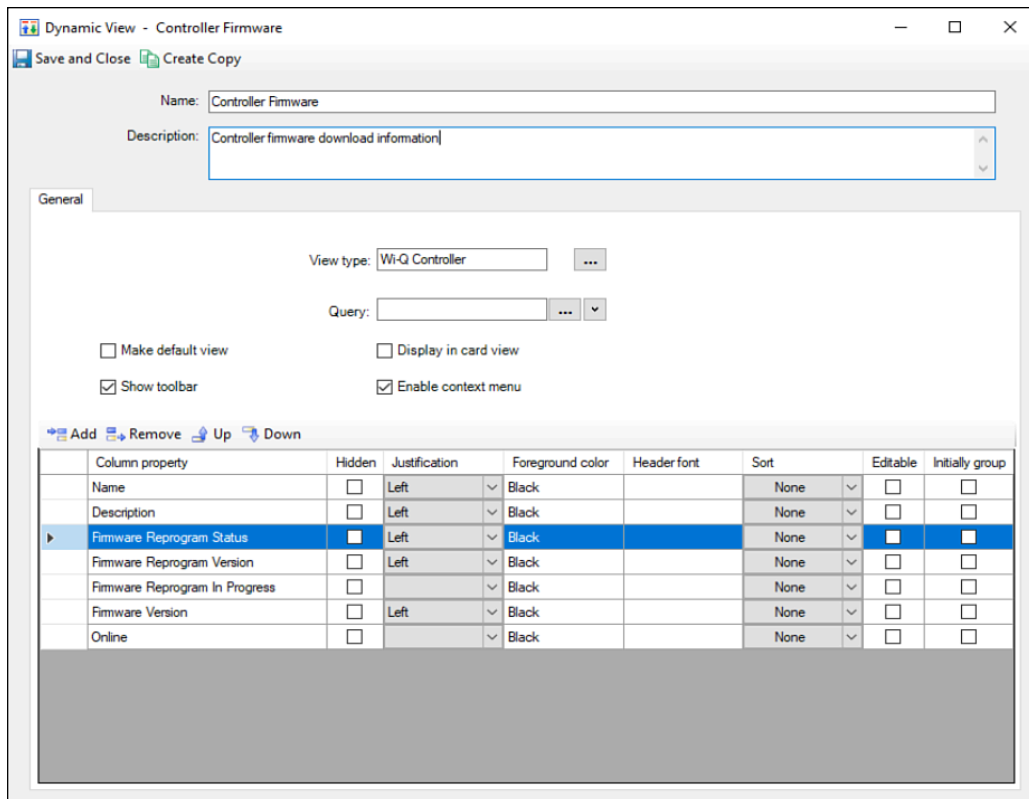 Dynamic View - Controller Firmware
Save and Close Create Copy
Name: Controller Firmware
Description: Controller firmware download information
General
View type: Wi-Q Controller ...
Query: ...
Make default view Display in card view
Show toolbar Enable context menu
Add Remove Up Down
Column property Hidden Justification Foreground color Header font Sort Editable Initially group
Name Left Black None
Description Left Black None
Firmware Reprogram Status Left Black None
Firmware Reprogram Version Left Black None
Firmware Reprogram In Progress Black None
Firmware Version Left Black None
Online Black None